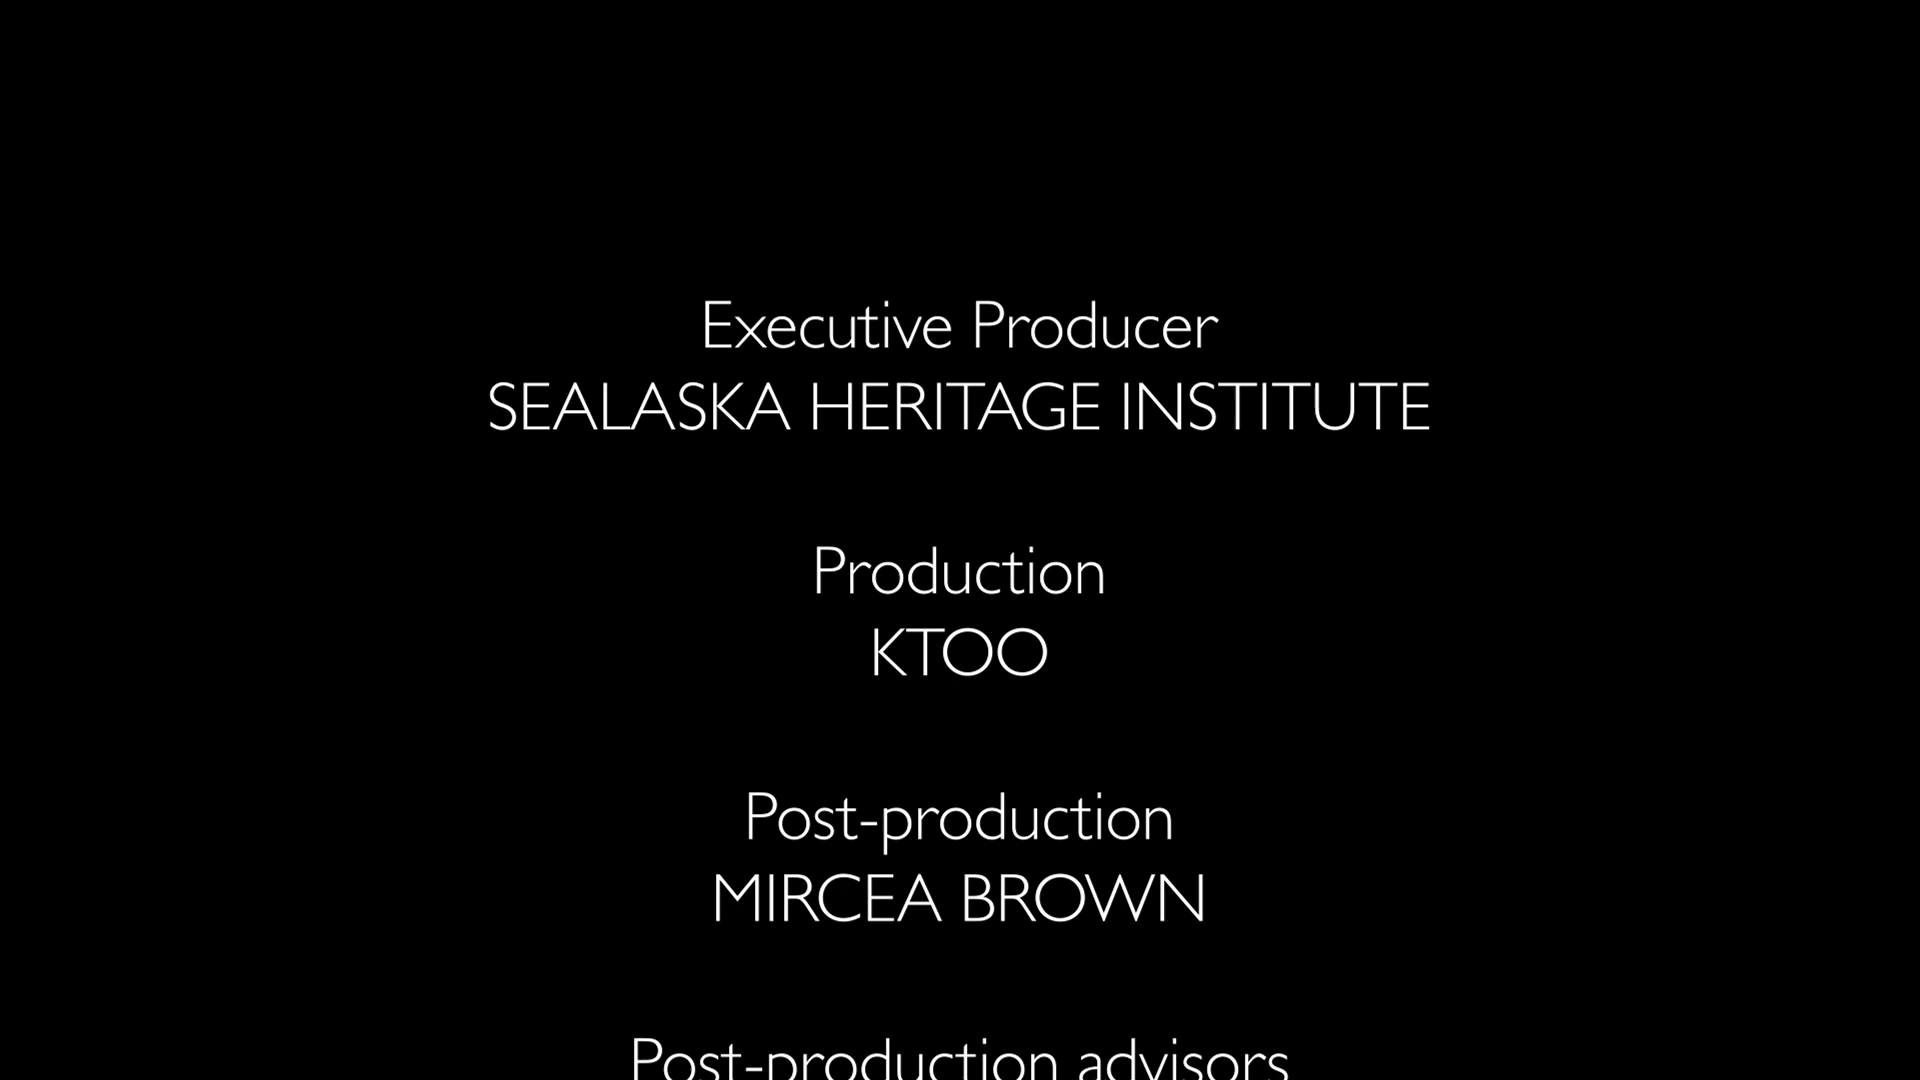 Executive Producer
SEALASKA HERITAGE INSTITUTE
Production
KTOO
Post-production
MIRCEA BROWN
Post-production advisors